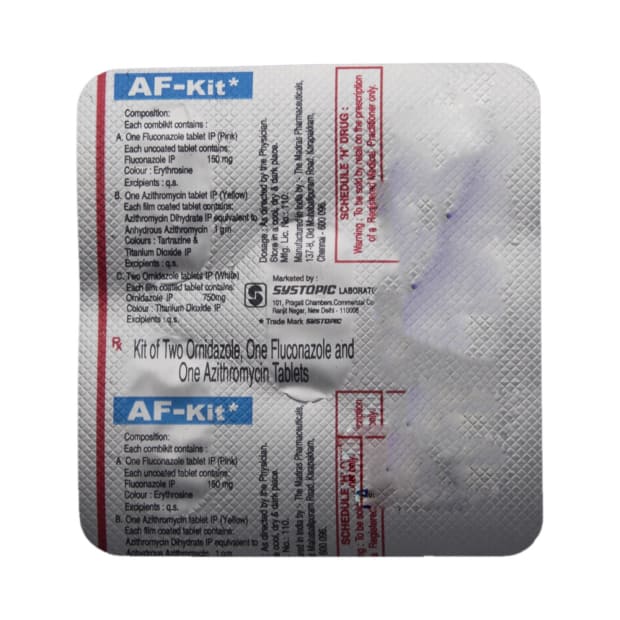 AF-Kit*
Composition:
Each combikit contains :
A. One Fluconazole tablet IP (Pink)
Each uncoated tablet contains:
Fluconazole IP 150 mg
Colour : Erythrosine
Excipients : q.s.
B. One Azithromycin tablet IP (Yellow)
Each film coated tablet contains:
Azithromycin Dihydrate IP equivalent to
Anhydrous Azithromycin 1 gm
Colours : Tartrazine &
Titanium Dioxide IP
Excipients : q.s.
C. Two Ornidazole tablets IP (White)
Each film coated tablet contains:
Ornidazole IP 750mg
Colour : Titanium Dioxide IP
Excipients : q.s.
Dosage : As directed by the Physician.
Store in a cool, dry & dark place.
Mfg. Lic. No.: 110.
Manufactured in India by :- The Madras Pharmaceuticals,
137-B, Old Mahabalipuram Road, Karapakkam,
Chennai - 600 096.
SCHEDULE 'H' DRUG :
Warning : To be sold by retail on the prescription
of a Registered Medical Practitioner only.
Marketed by :
SYSTOPIC LABORATO
101, Pragati Chambers, Commercial Co
Ranjit Nagar, New Delhi - 110008
* Trade Mark SYSTOPIC
Rx Kit of Two Ornidazole, One Fluconazole and
One Azithromycin Tablets
AF-Kit*
Composition:
Each combikit contains :
A. One Fluconazole tablet IP (Pink)
Each uncoated tablet contains:
Fluconazole IP 150 mg
Colour : Erythrosine
Excipients : q.s.
B. One Azithromycin tablet IP (Yellow)
Each film coated tablet contains:
Azithromycin Dihydrate IP equivalent to
Anhydrous Azithromycin 1 gm
As directed by the Physician.
cool, dry & dark place.
No.: 110.
in India by :- The Madras Pharmaceuticals,
Mahabalipuram Road, Karapakkam,
600 096.
SCHEDULE 'H'
: To be sold
a Registered
only.